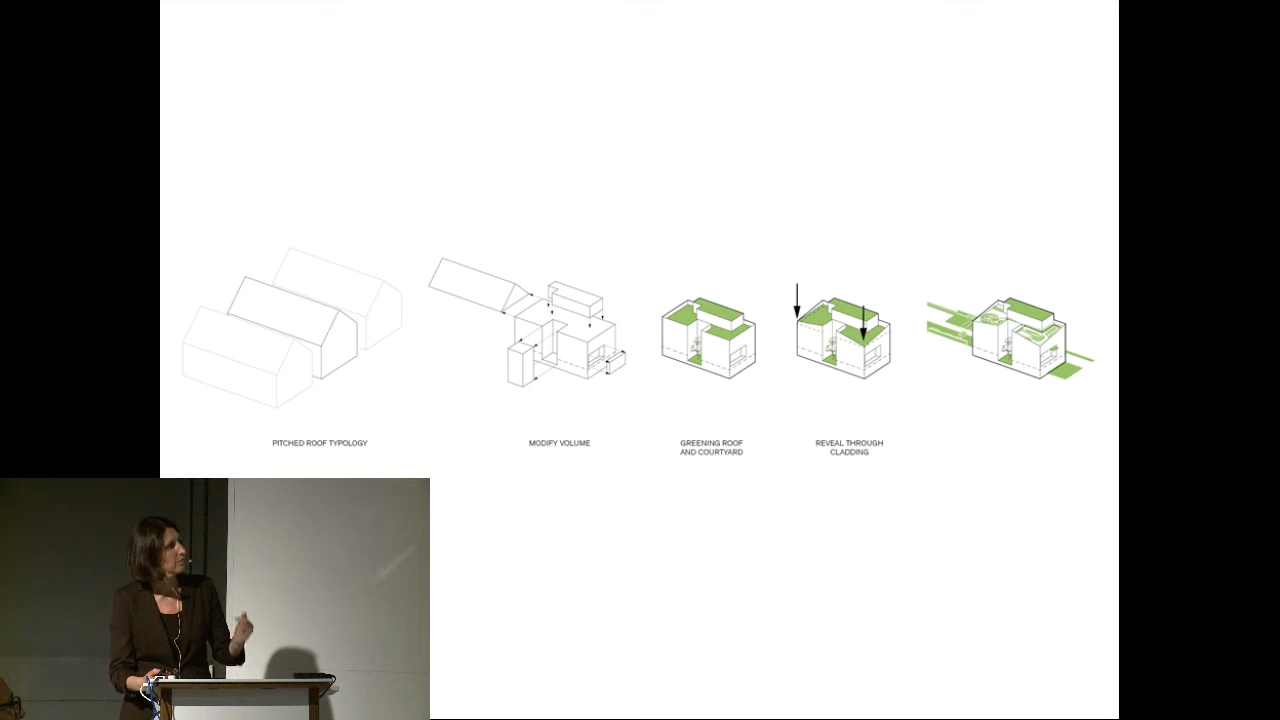 PITCHED ROOF TYPOLOGY
MODIFY VOLUME
GREENING ROOF
AND COURTYARD
REVEAL THROUGH
CLADDING